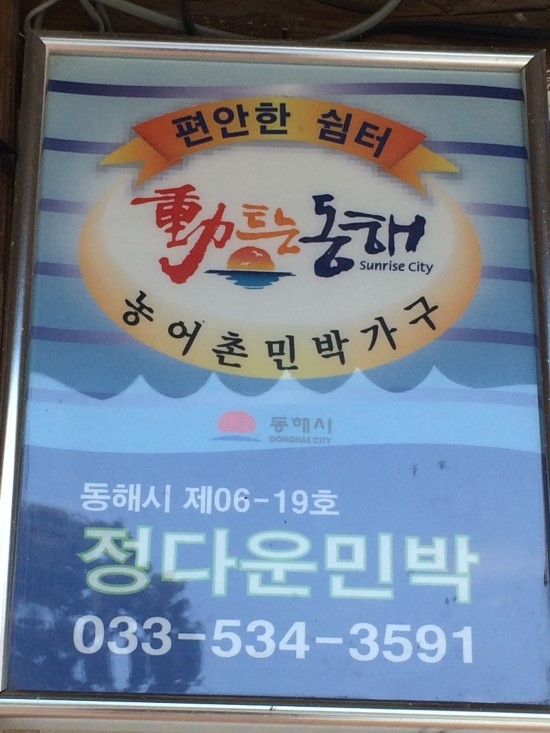 편안한 쉼터
動트는동해
Sunrise City
농어촌민박가구
동해시
DONGHAE CITY
동해시 제06-19호
정다운민박
033-534-3591